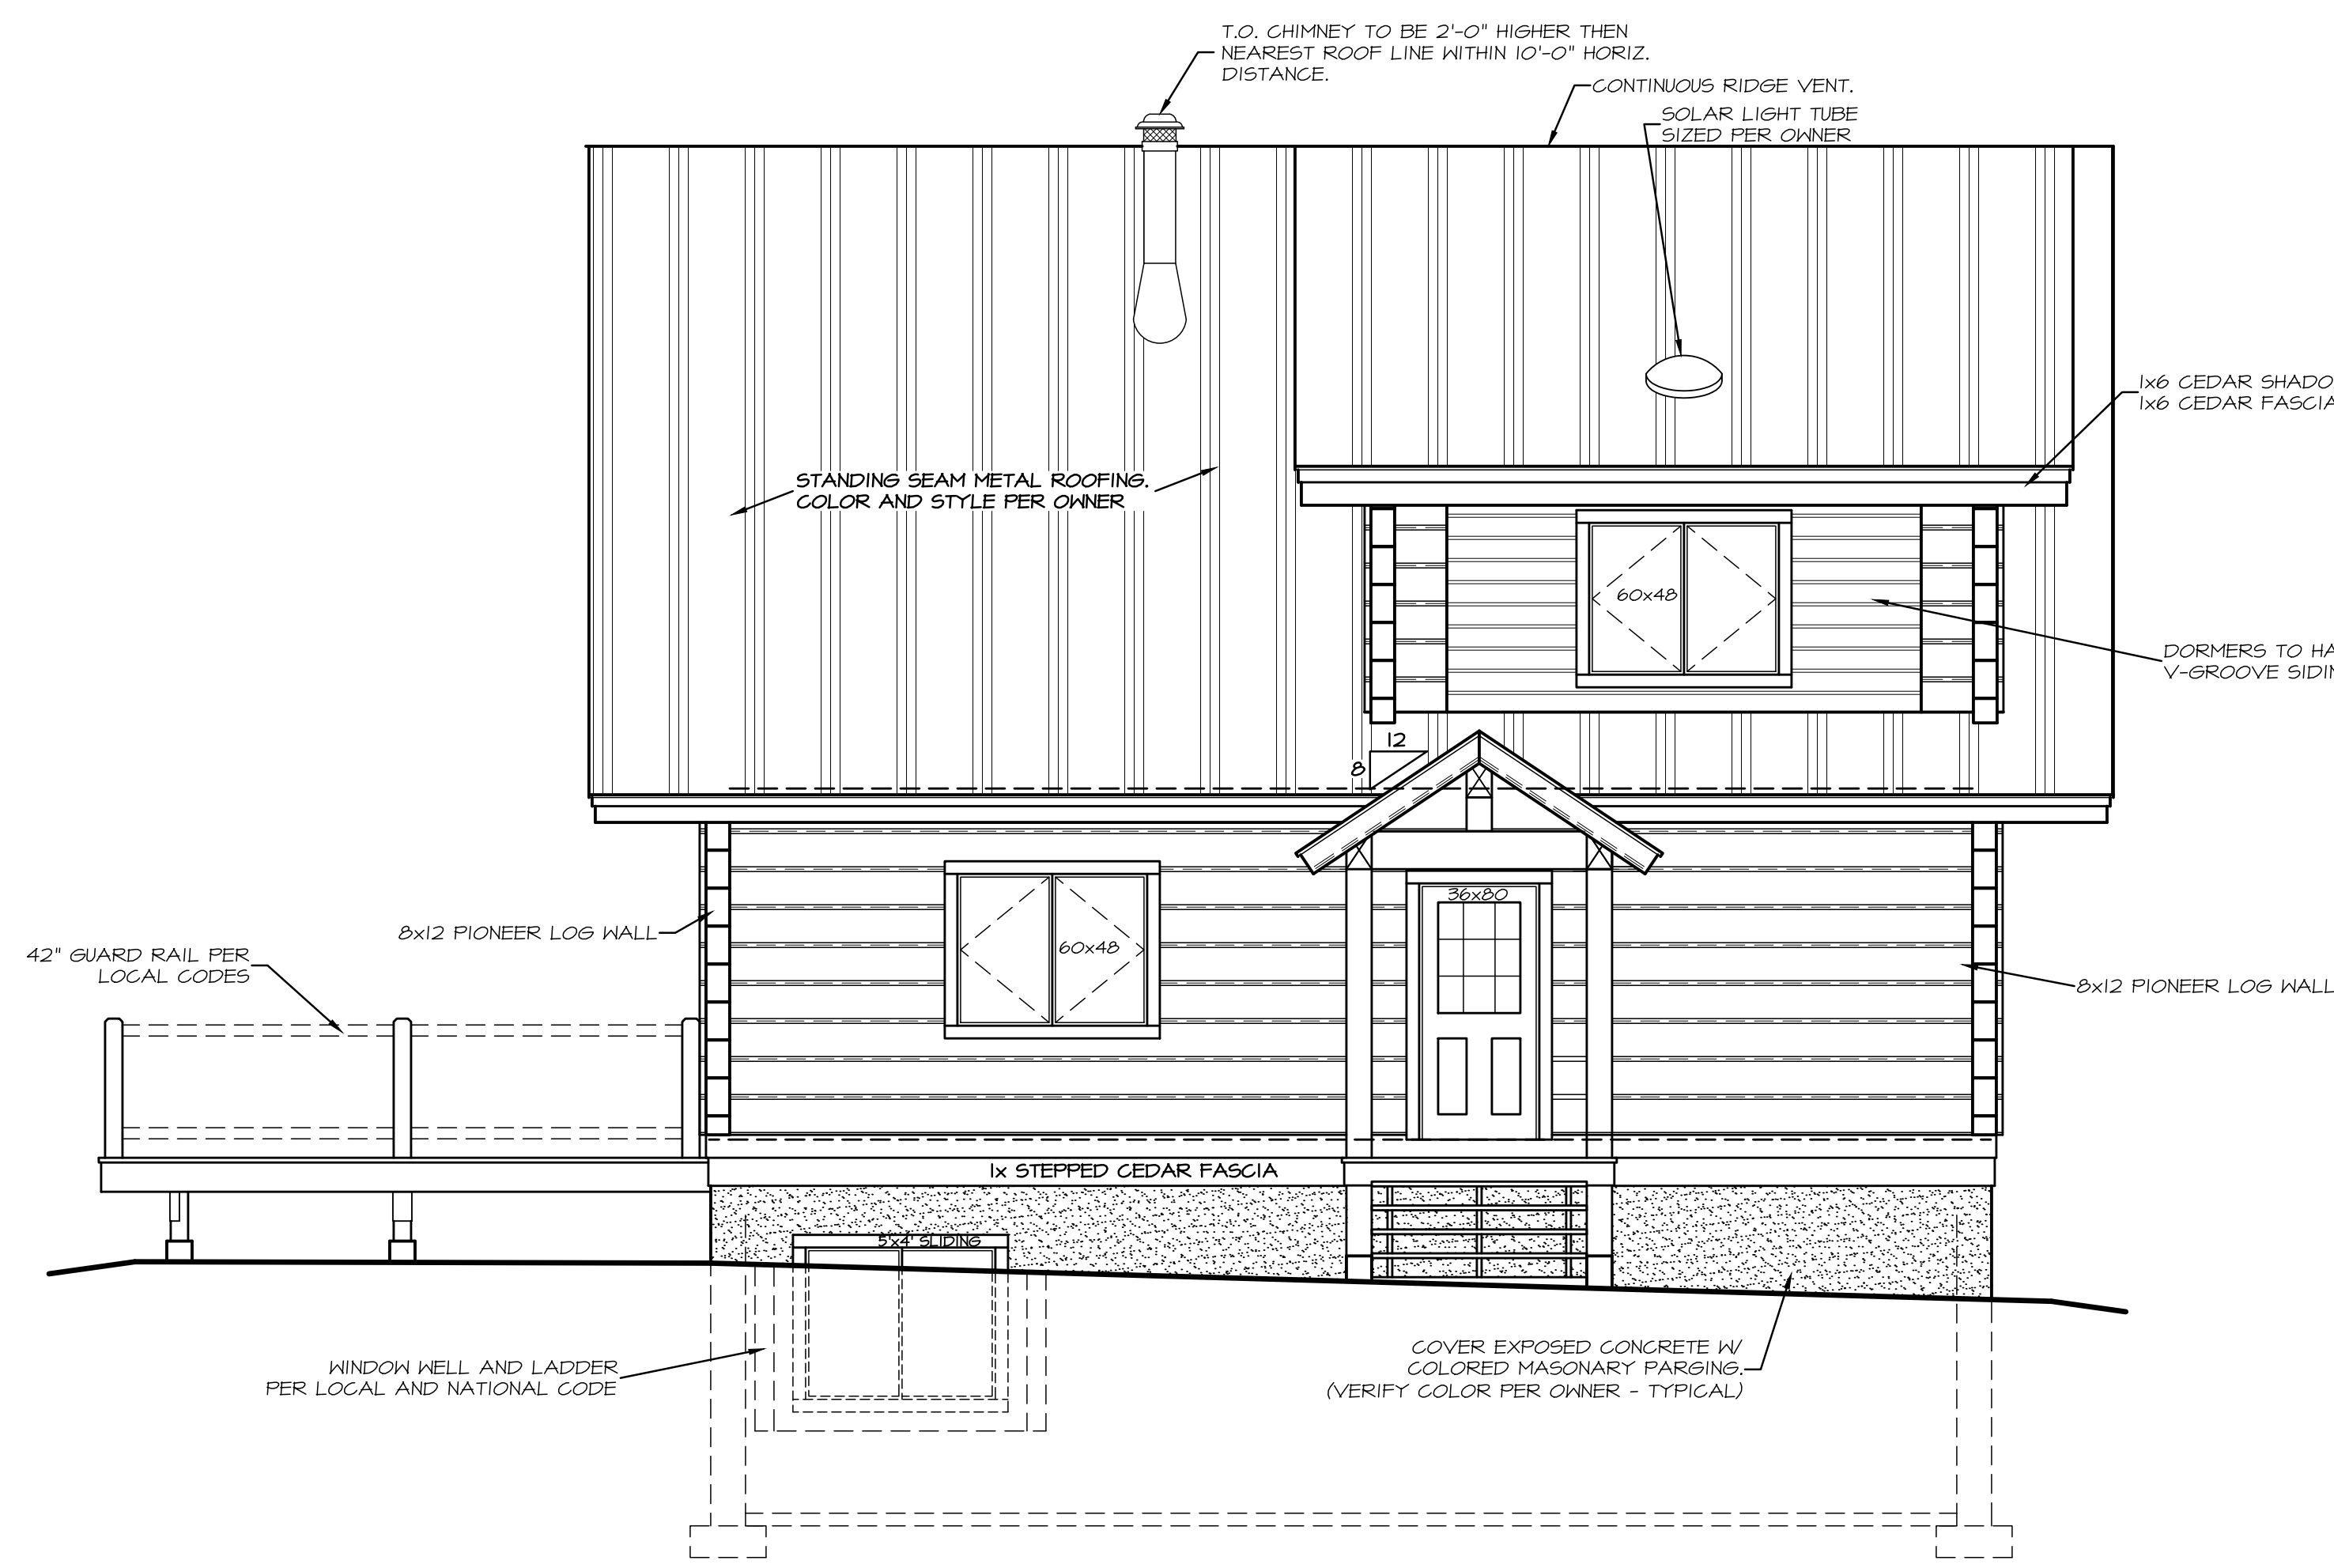 T.O. CHIMNEY TO BE 2'-0" HIGHER THEN
NEAREST ROOF LINE WITHIN 10'-0" HORIZ.
DISTANCE.
CONTINUOUS RIDGE VENT.
SOLAR LIGHT TUBE
SIZED PER OWNER
1x6 CEDAR SHADO
1x6 CEDAR FASCIA
STANDING SEAM METAL ROOFING.
COLOR AND STYLE PER OWNER
60x48
DORMERS TO HA
V-GROOVE SIDIN
12
8
36x80
8x12 PIONEER LOG WALL
60x48
42" GUARD RAIL PER
LOCAL CODES
8x12 PIONEER LOG WALL
1x STEPPED CEDAR FASCIA
5'x4' SLIDING
WINDOW WELL AND LADDER
PER LOCAL AND NATIONAL CODE
COVER EXPOSED CONCRETE W/
COLORED MASONARY PARGING.
(VERIFY COLOR PER OWNER - TYPICAL)